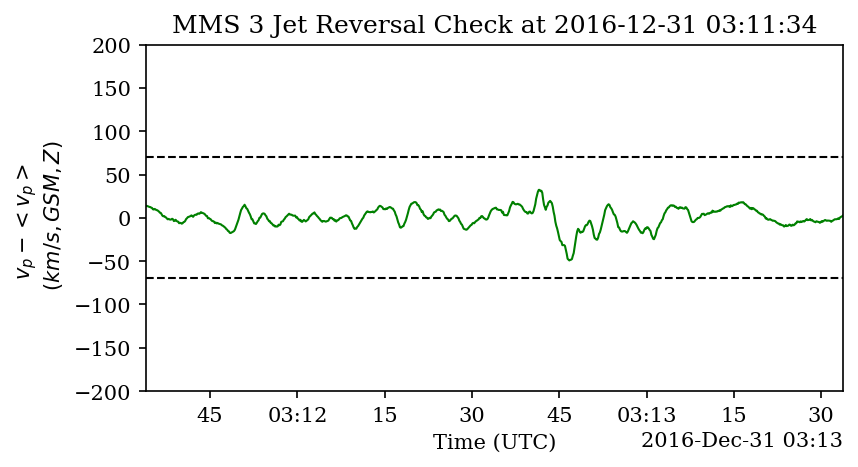 MMS 3 Jet Reversal Check at 2016-12-31 03:11:34
200
150
100
50
0
−50
−100
−150
−200
v_p − < v_p >
(km/s, GSM, Z)
45 03:12 15 30 45 03:13 15 30
Time (UTC)
2016-Dec-31 03:13